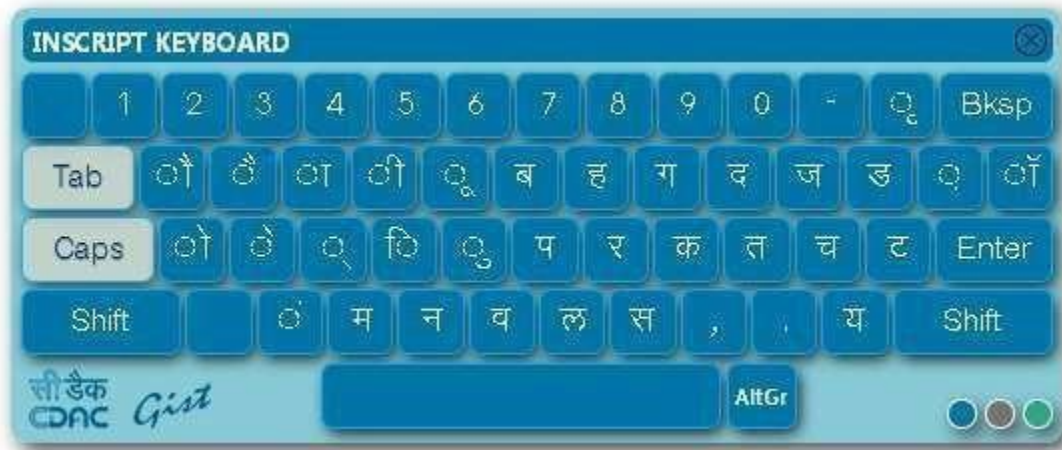 INSCRIPT KEYBOARD
1 2 3 4 5 6 7 8 9 0 - ृ Bksp
Tab ौ ै ा ी ू ब ह ग द ज ड ़ ॉ
Caps ो े ् ि ु प र क त च ट Enter
Shift ं म न व ल स , . य Shift
सी डैक
CDAC Gist AltGr